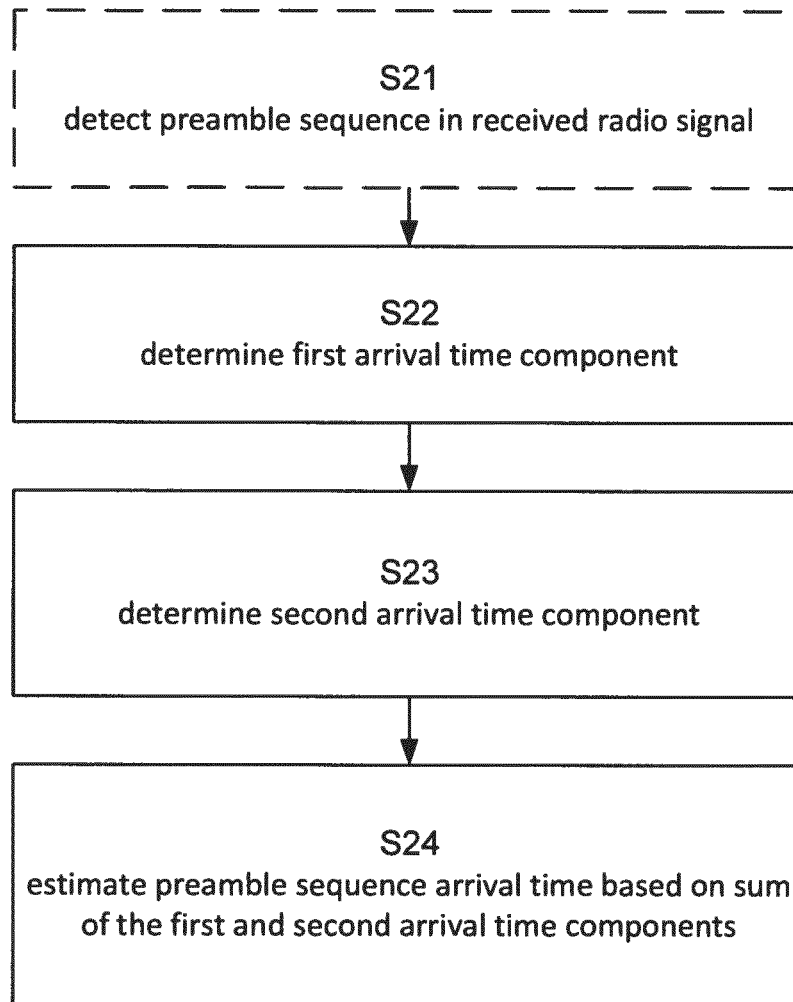 S21
detect preamble sequence in received radio signal
S22
determine first arrival time component
S23
determine second arrival time component
S24
estimate preamble sequence arrival time based on sum
of the first and second arrival time components